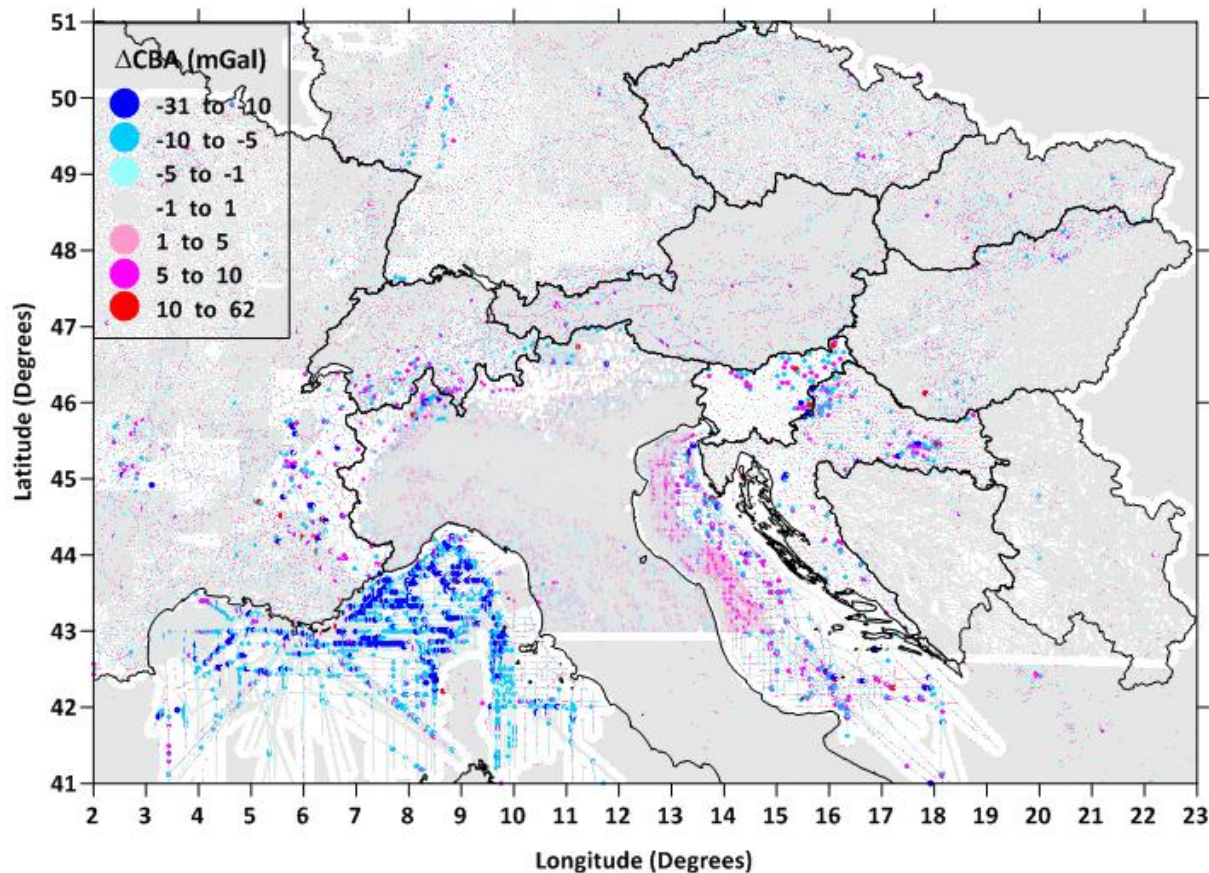 51
50
49
48
47
46
45
44
43
42
41
Latitude (Degrees)
ΔCBA (mGal)
-31 to -10
-10 to -5
-5 to -1
-1 to 1
1 to 5
5 to 10
10 to 62
2 3 4 5 6 7 8 9 10 11 12 13 14 15 16 17 18 19 20 21 22 23
Longitude (Degrees)